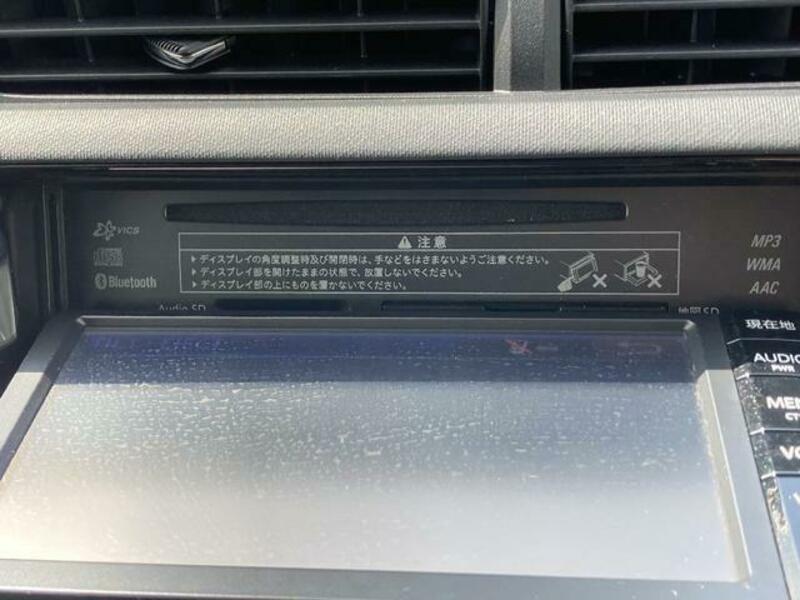 VICS
Bluetooth
⚠ 注意
▶ディスプレイの角度調整時及び開閉時は、手などをはさまないようご注意ください。
▶ディスプレイ部を開けたままの状態で、放置しないでください。
▶ディスプレイ部の上にものを置かないでください。
MP3
WMA
AAC
Audio SD
地図SD
現在地
AUDIO
PWR
MEN
CT
VO